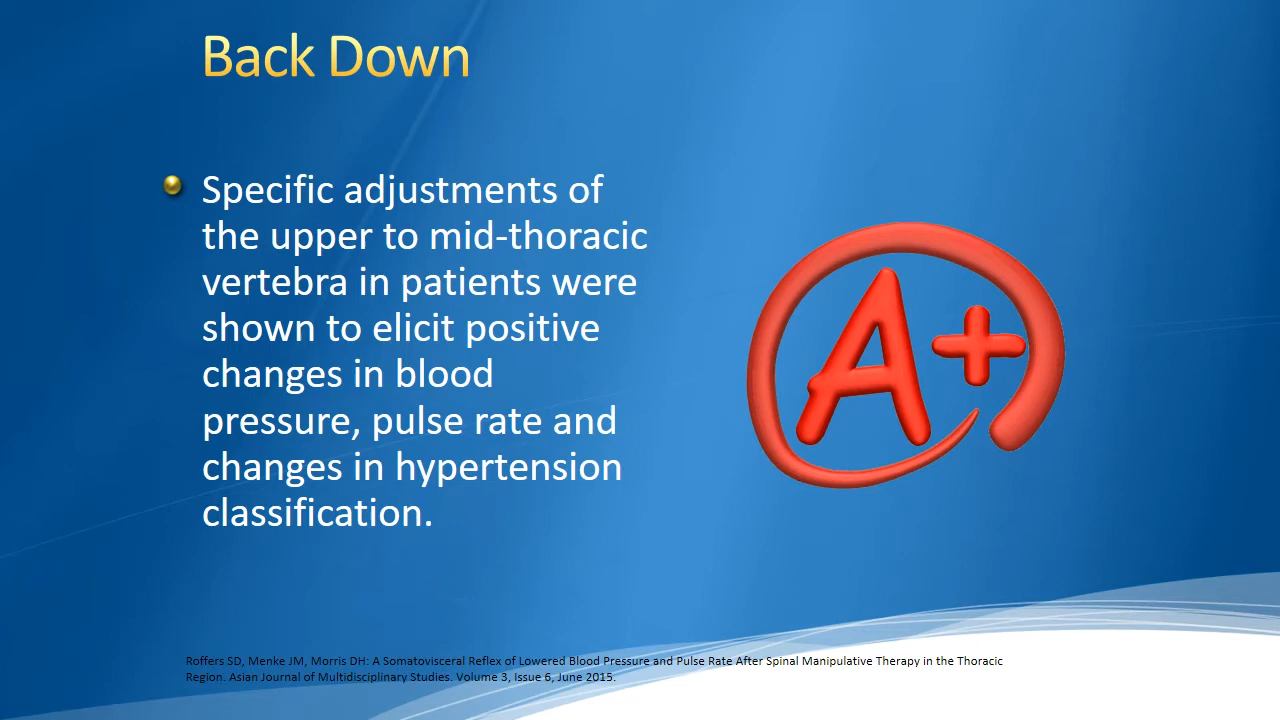 Back Down
Specific adjustments of
the upper to mid-thoracic
vertebra in patients were
shown to elicit positive
changes in blood
pressure, pulse rate and
changes in hypertension
classification.
A+
Roffers SD, Menke JM, Morris DH: A Somatovisceral Reflex of Lowered Blood Pressure and Pulse Rate After Spinal Manipulative Therapy in the Thoracic
Region. Asian Journal of Multidisciplinary Studies. Volume 3, Issue 6, June 2015.